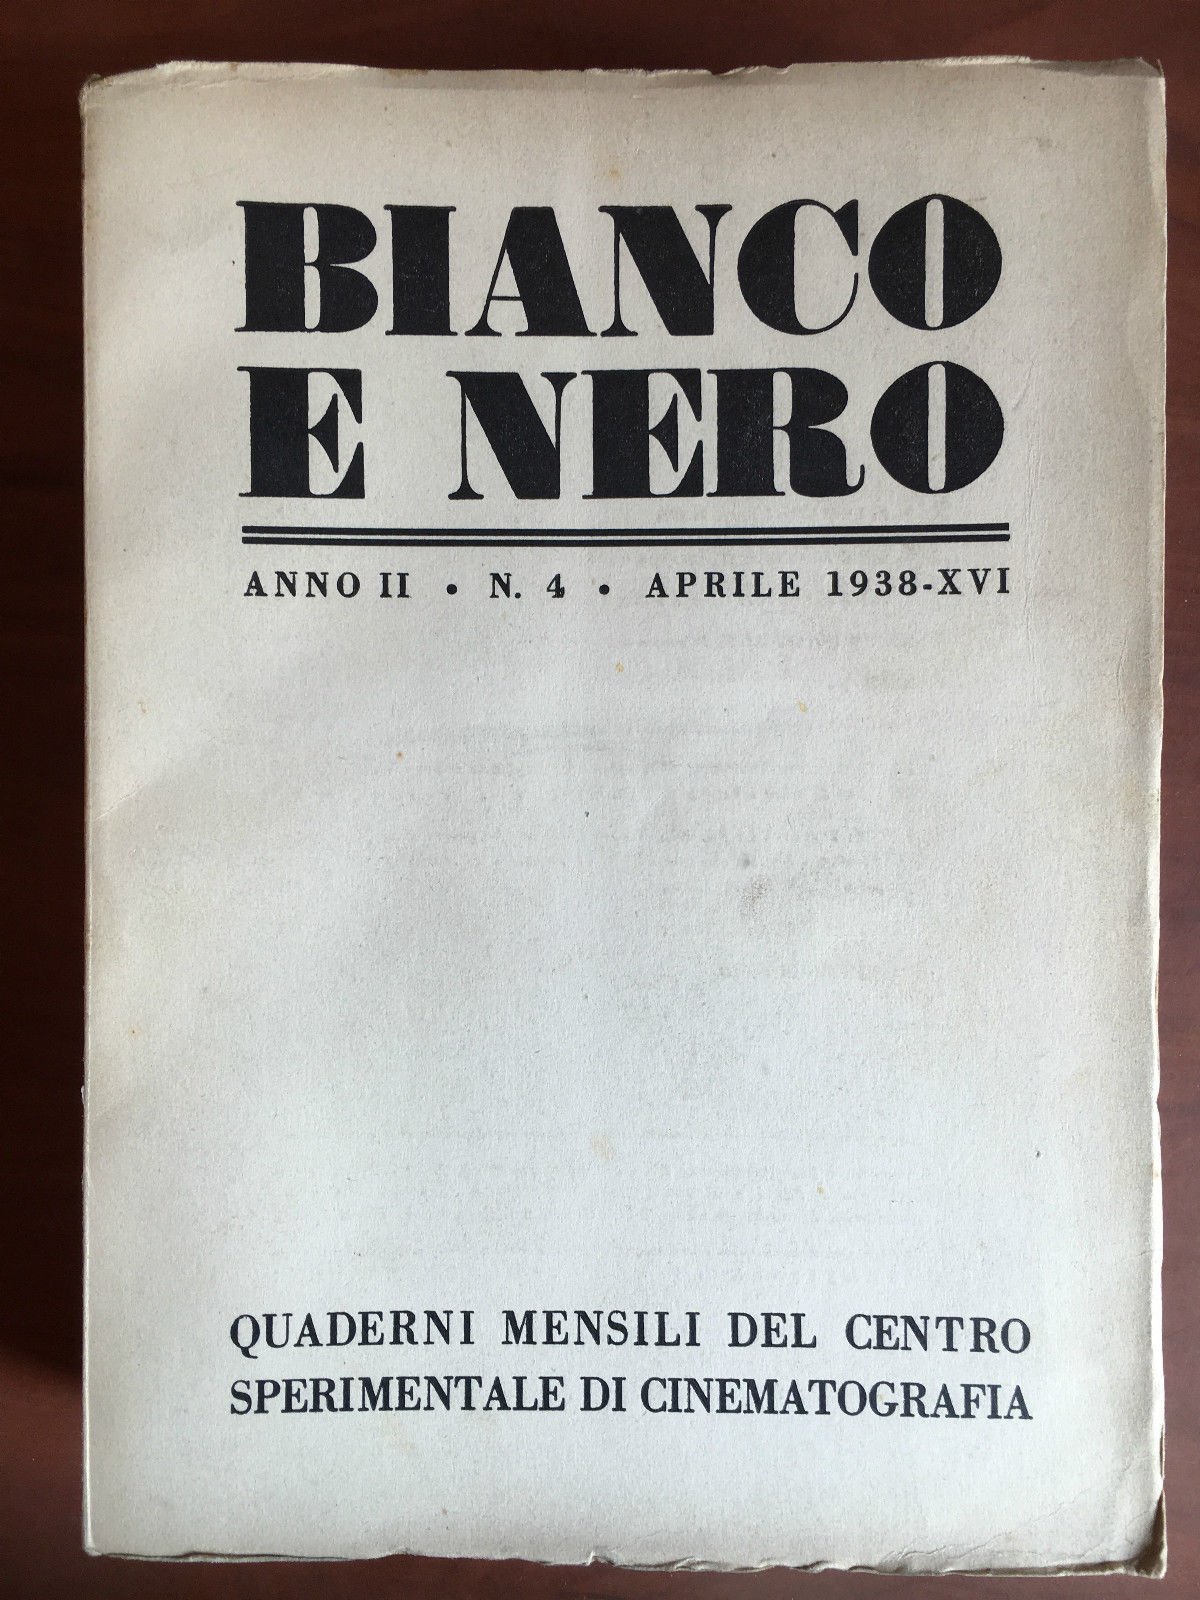 BIANCO
E NERO
ANNO II • N. 4 • APRILE 1938-XVI
QUADERNI MENSILI DEL CENTRO
SPERIMENTALE DI CINEMATOGRAFIA